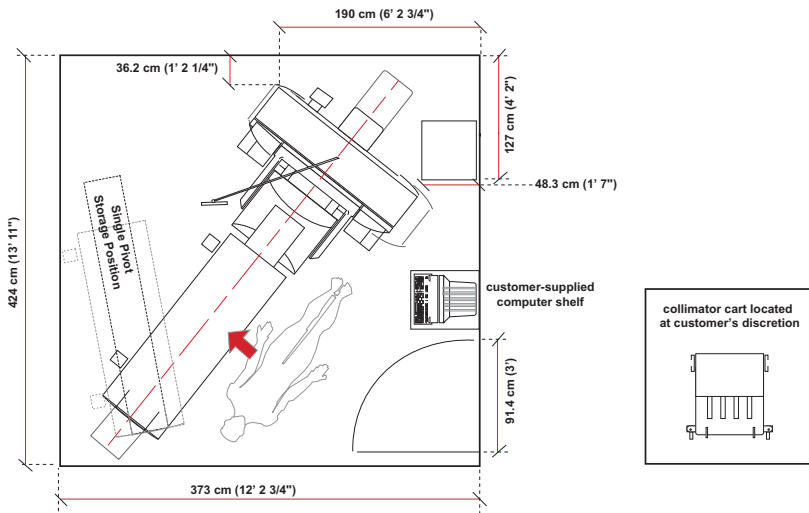 190 cm (6' 2 3/4")
36.2 cm (1' 2 1/4")
127 cm (4' 2")
48.3 cm (1' 7")
Single Pivot
Storage Position
424 cm (13' 11")
customer-supplied
computer shelf
collimator cart located
at customer's discretion
91.4 cm (3')
373 cm (12' 2 3/4")